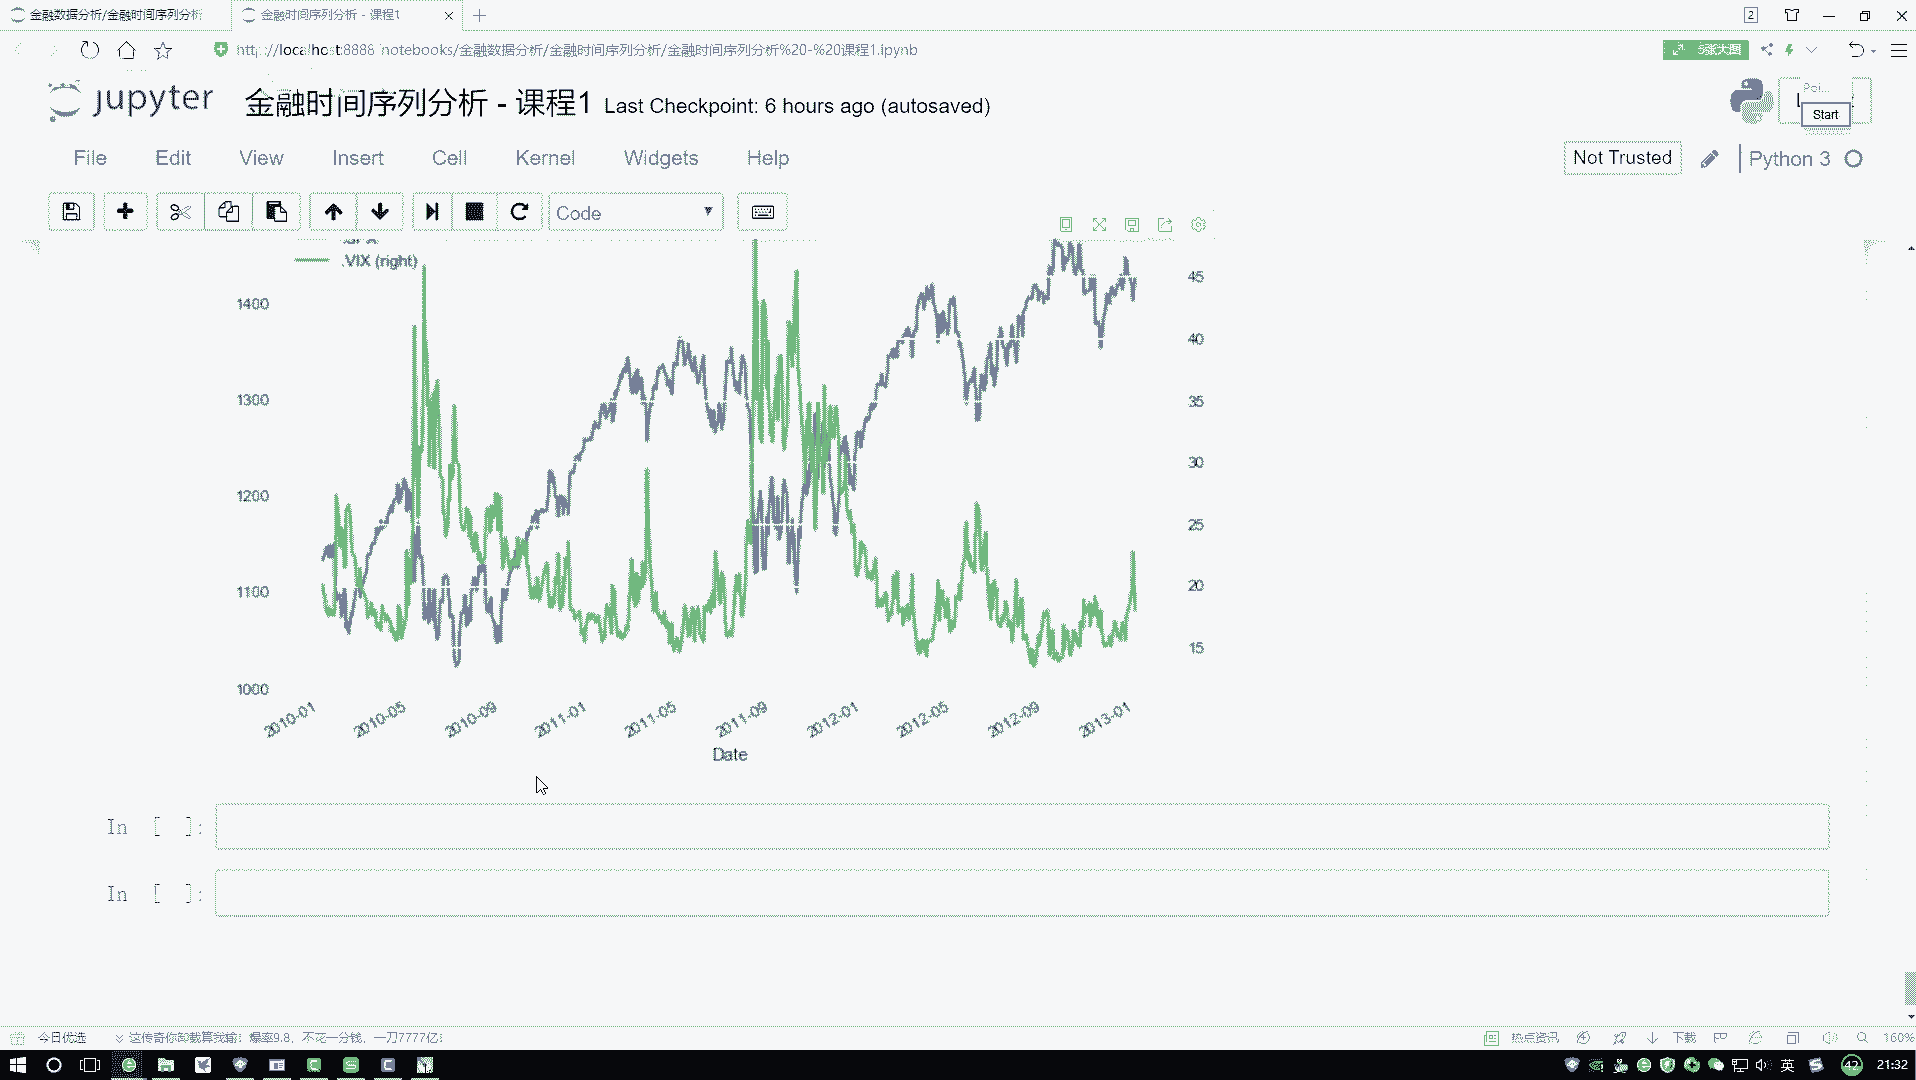 金融数据分析/金融时间序列分析
金融时间序列分析 - 课程1
2
http://localhost:8888/notebooks/金融数据分析/金融时间序列分析/金融时间序列分析%20-%20课程1.ipynb
5张大图
jupyter
金融时间序列分析 - 课程1 Last Checkpoint: 6 hours ago (autosaved)
Start
File Edit View Insert Cell Kernel Widgets Help
Not Trusted
Python 3
Code
.VIX (right)
1400
1300
1200
1100
1000
45
40
35
30
25
20
15
2010-01 2010-05 2010-09 2011-01 2011-05 2011-09 2012-01 2012-05 2012-09 2013-01
Date
In [ ]:
In [ ]:
今日优选
这传奇你卸载算我输！爆率9.8，不花一分钱，一刀7777亿！
热点资讯
下载
160%
英
42
21:32